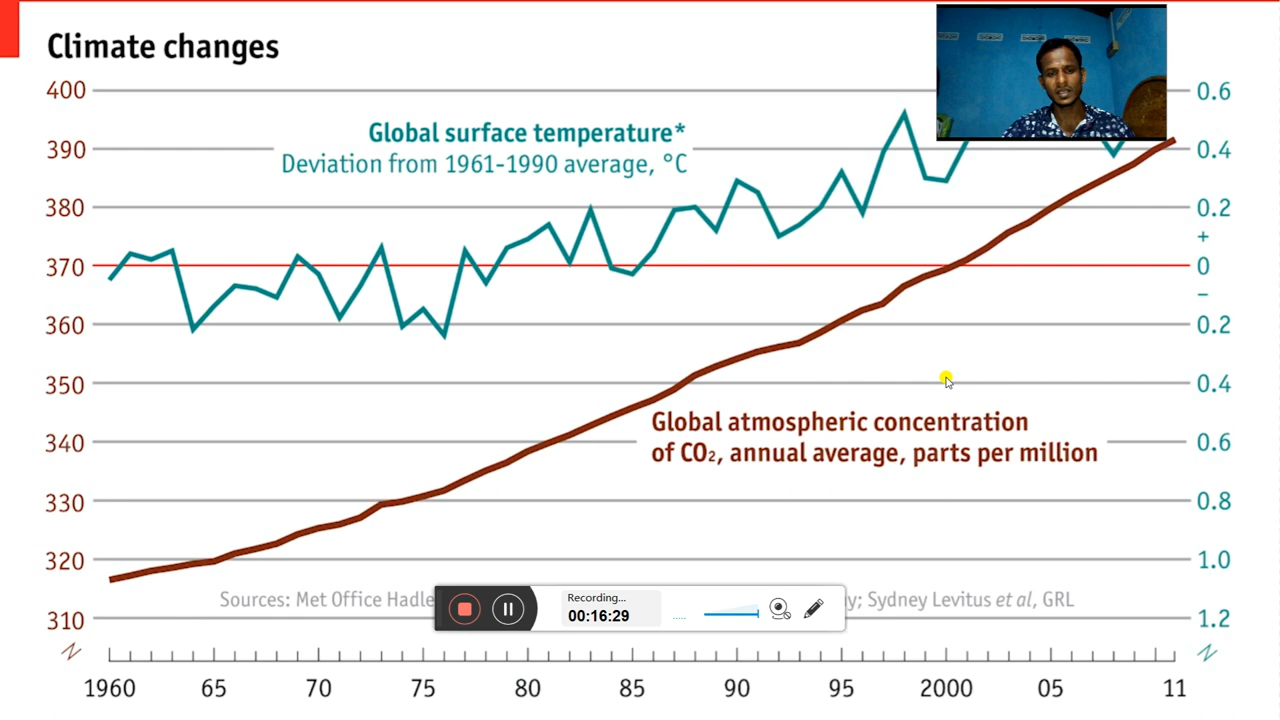 Climate changes
400
390
380
370
360
350
340
330
320
310
Global surface temperature*
Deviation from 1961-1990 average, °C
0.6
0.4
0.2
+
0
–
0.2
0.4
0.6
0.8
1.0
1.2
Global atmospheric concentration
of CO₂, annual average, parts per million
Sources: Met Office Sydney Levitus et al, GRL
Recording...
00:16:29
1960 65 70 75 80 85 90 95 2000 05 11